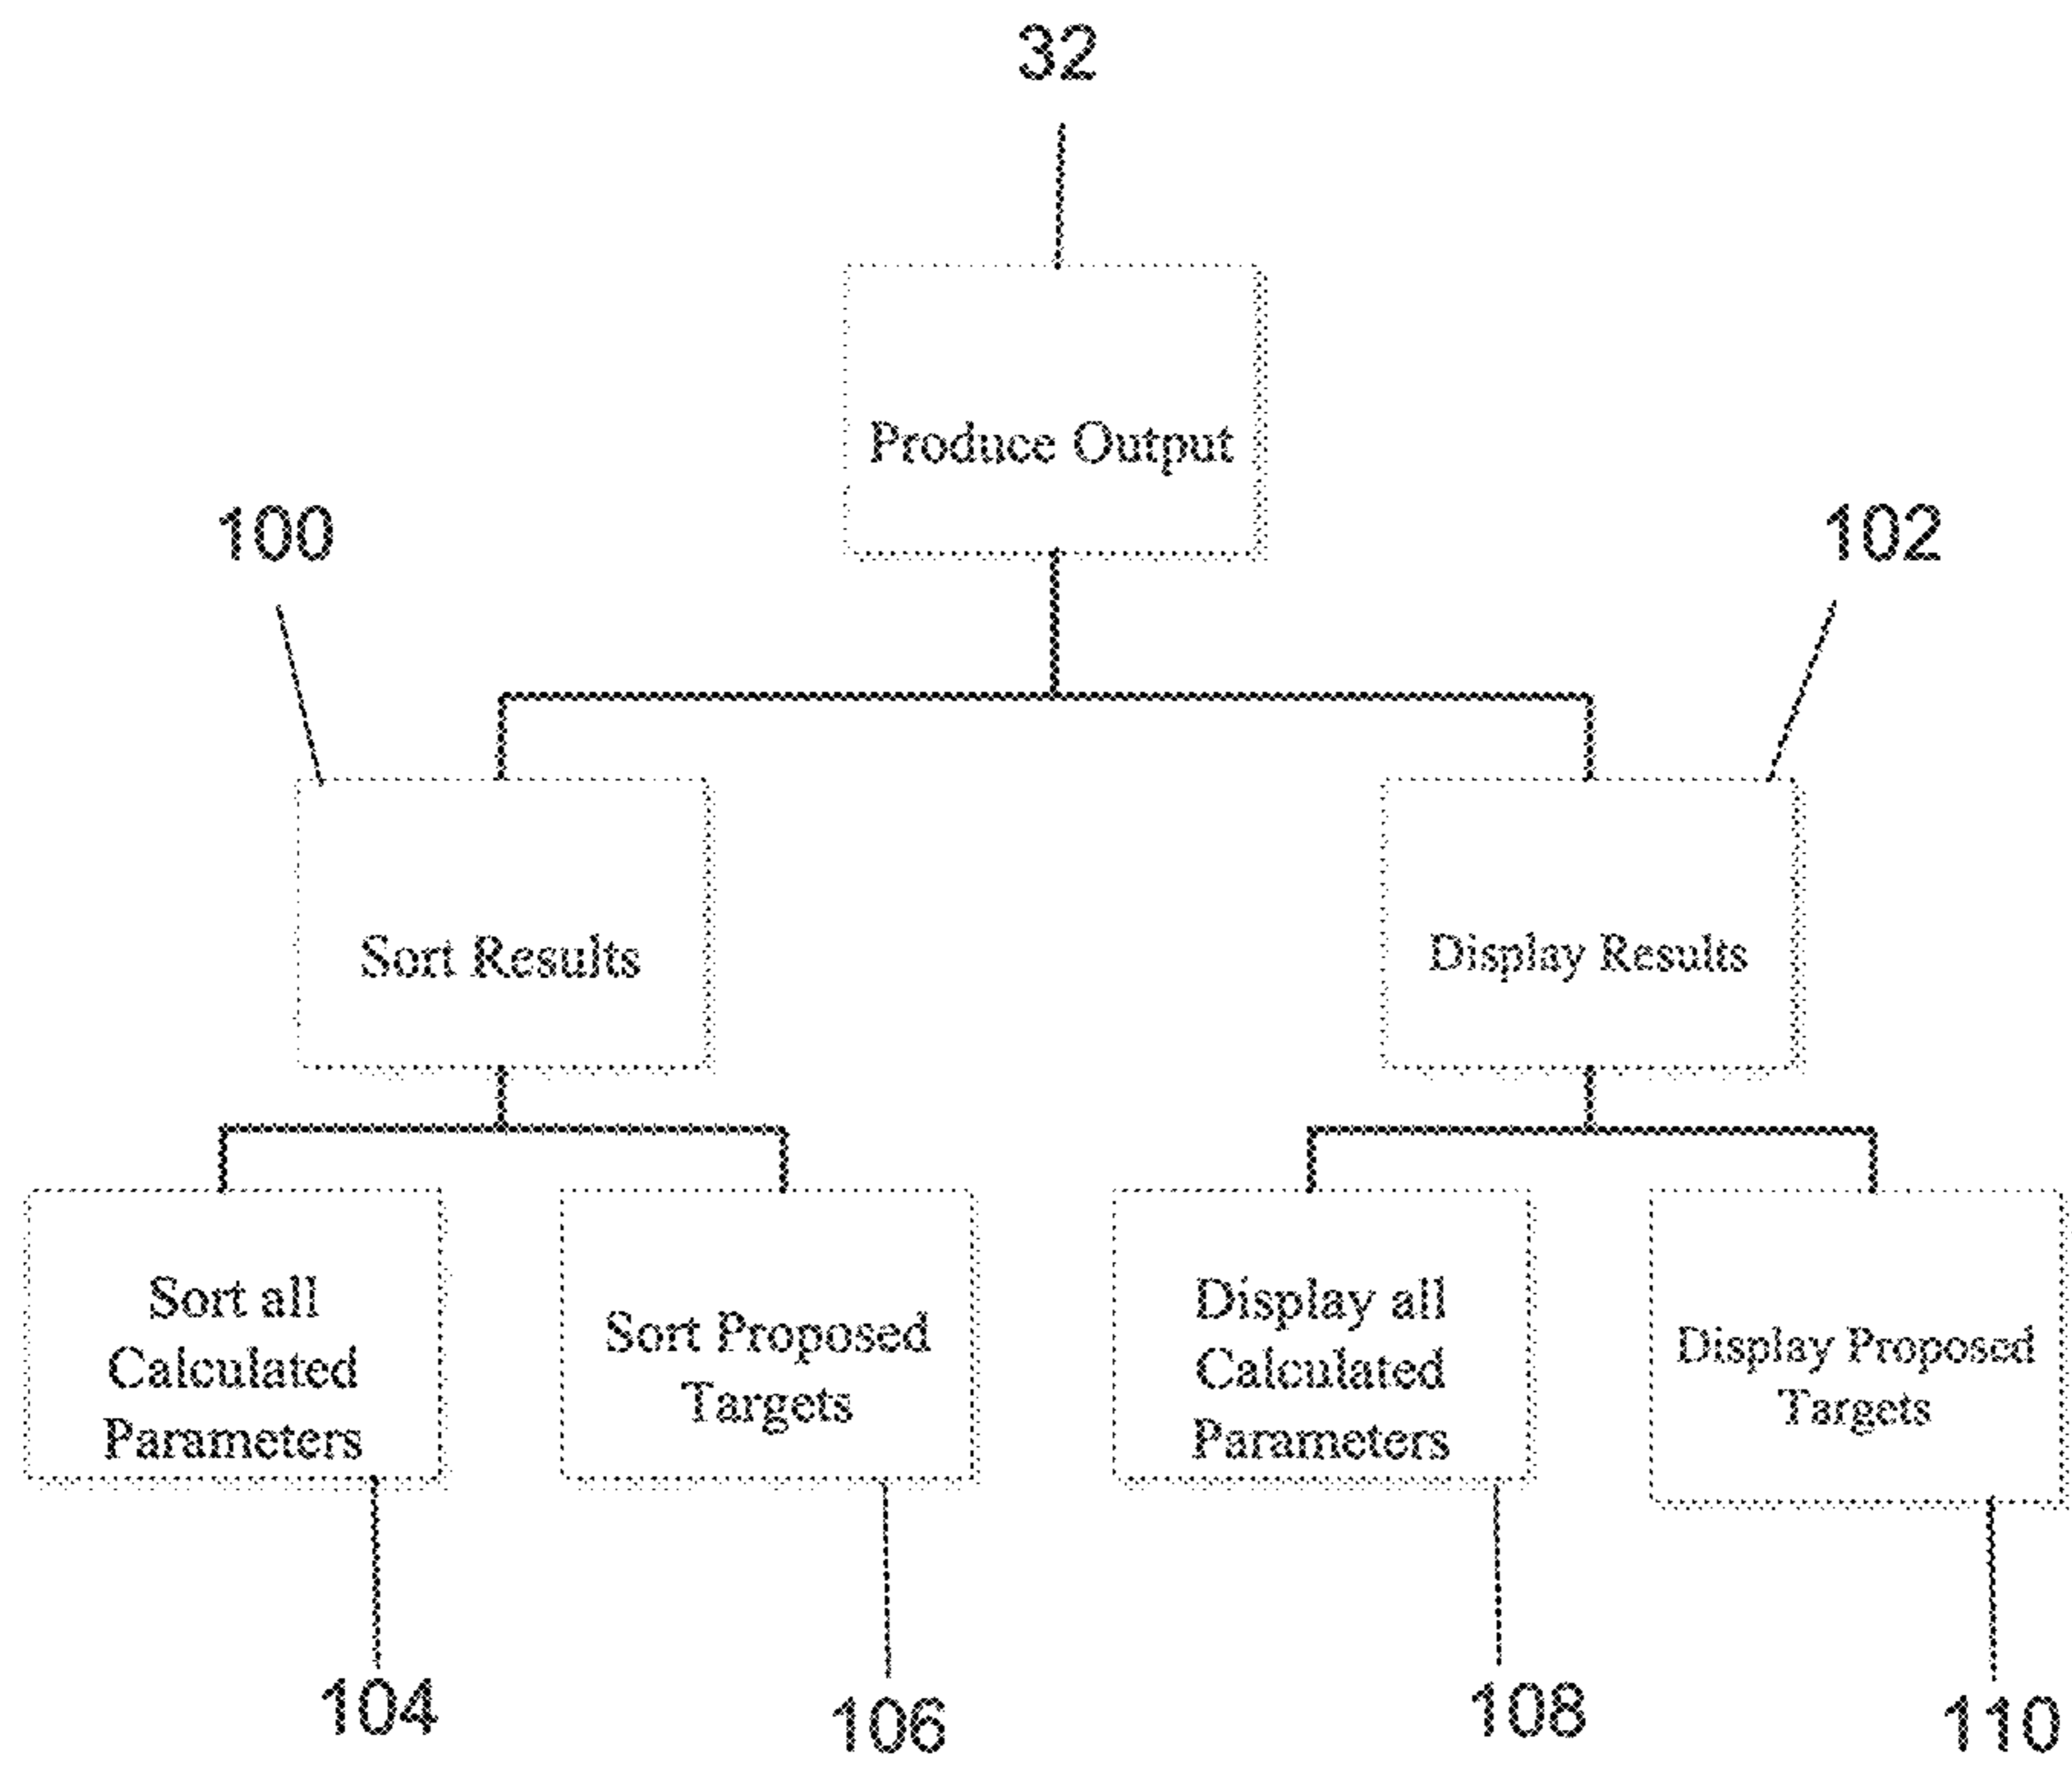 32
Produce Output
100
102
Sort Results
Display Results
Sort all
Calculated
Parameters
Sort Proposed
Targets
Display all
Calculated
Parameters
Display Proposed
Targets
104
106
108
110